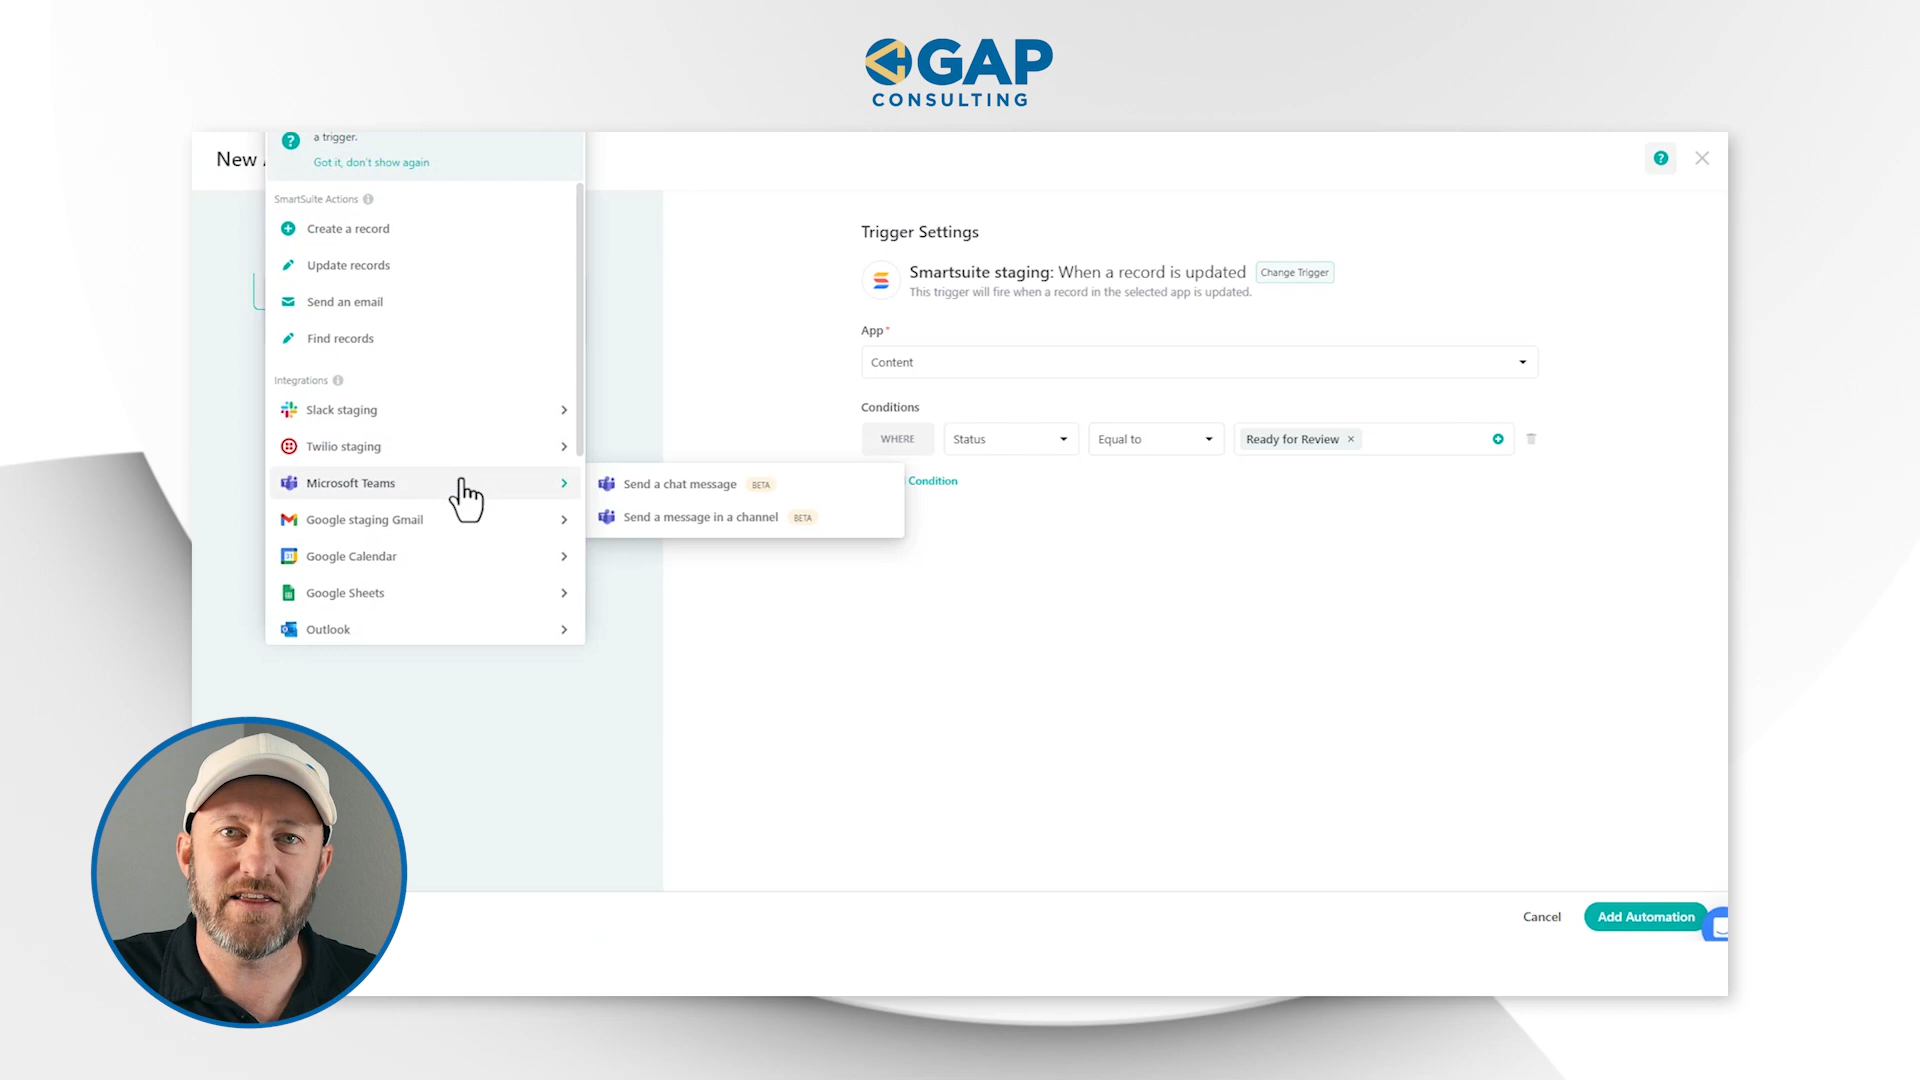 GAP
CONSULTING
New
a trigger.
Got it, don't show again
SmartSuite Actions
Create a record
Update records
Send an email
Find records
Integrations
Slack staging
Twilio staging
Microsoft Teams
Google staging Gmail
Google Calendar
Google Sheets
Outlook
Send a chat message BETA
Send a message in a channel BETA
Trigger Settings
Smartsuite staging: When a record is updated Change Trigger
This trigger will fire when a record in the selected app is updated.
App*
Content
Conditions
WHERE Status Equal to Ready for Review ×
Condition
Cancel Add Automation